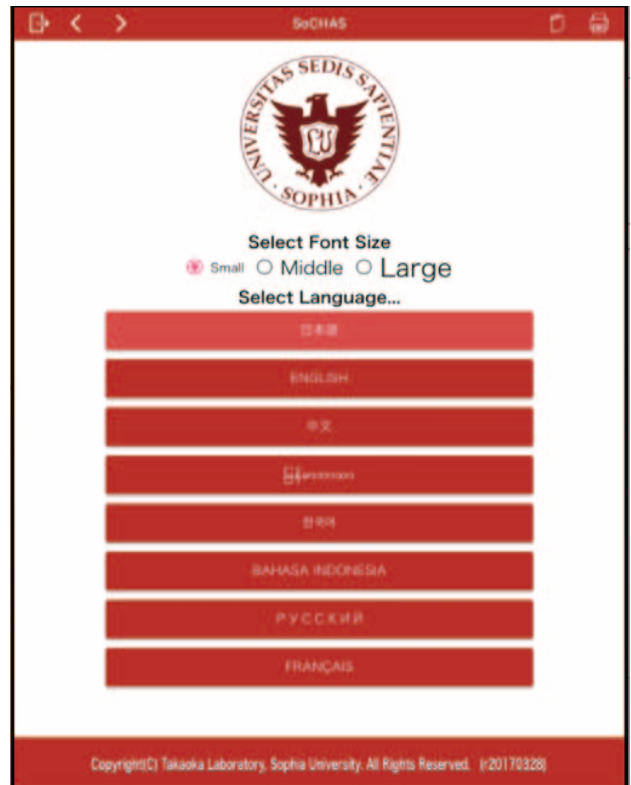 SoCHAS
UNIVERSITAS SEDIS SAPIENTIAE
LU
SOPHIA
Select Font Size
Small Middle Large
Select Language...
日本語
ENGLISH
中文
한국어
BAHASA INDONESIA
РУССКИЙ
FRANÇAIS
Copyright(C) Takaoka Laboratory, Sophia University. All Rights Reserved. (r20170328)